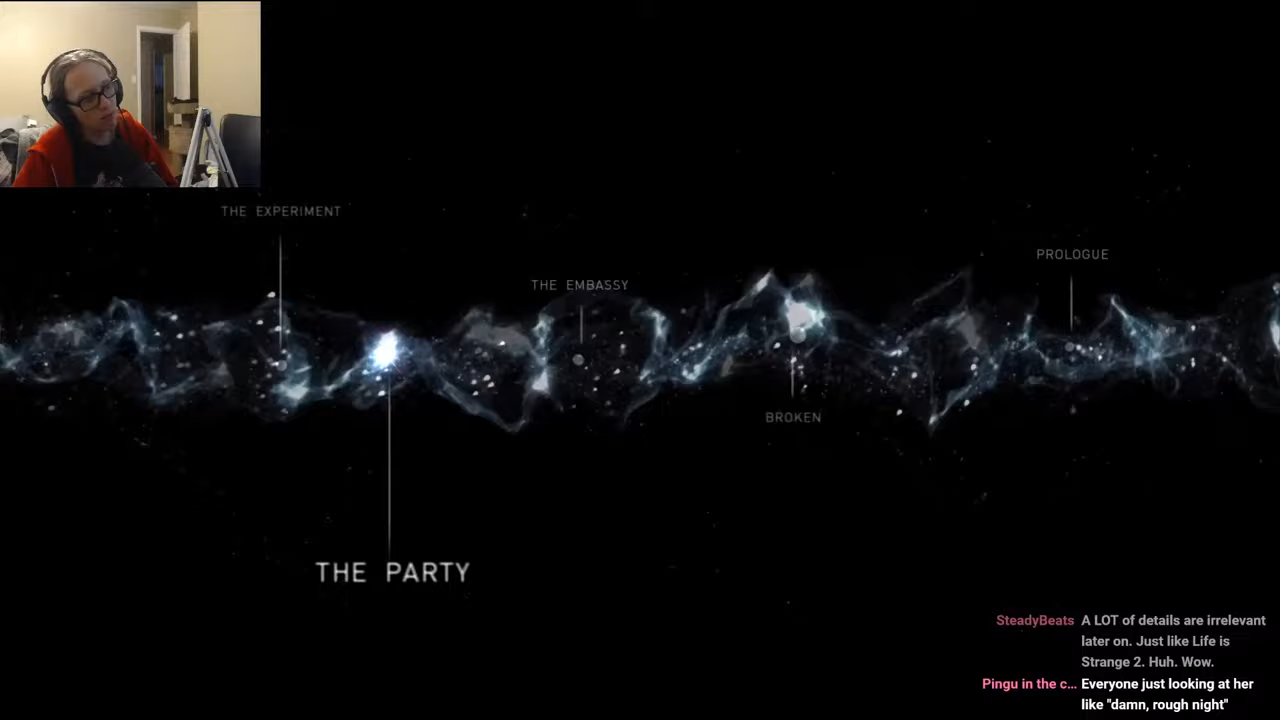 THE EXPERIMENT
THE EMBASSY
PROLOGUE
BROKEN
THE PARTY
SteadyBeats A LOT of details are irrelevant
later on. Just like Life is
Strange 2. Huh. Wow.
Pingu in the c... Everyone just looking at her
like "damn, rough night"